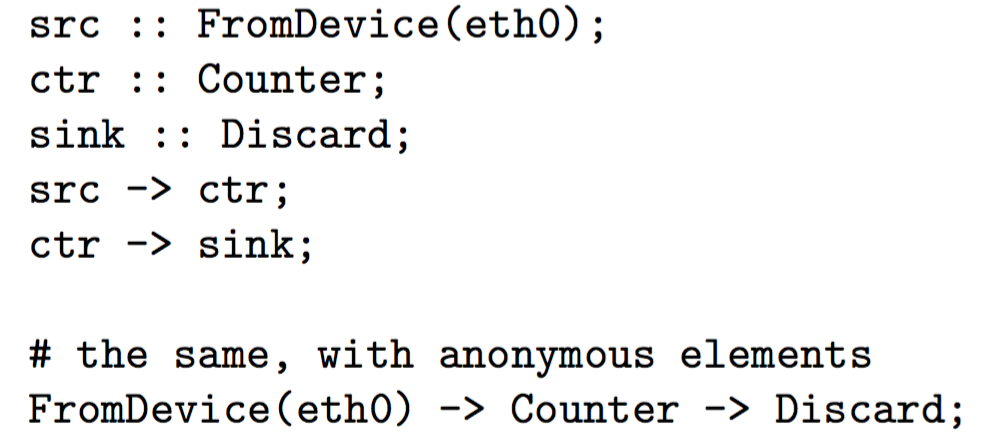 src :: FromDevice(eth0);
ctr :: Counter;
sink :: Discard;
src -> ctr;
ctr -> sink;
# the same, with anonymous elements
FromDevice(eth0) -> Counter -> Discard;